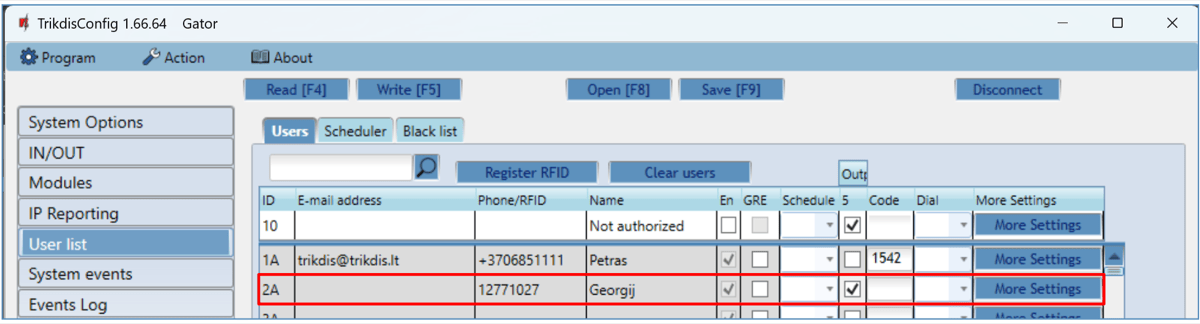 TrikdisConfig 1.66.64 Gator
Program Action About
Read [F4] Write [F5] Open [F8] Save [F9] Disconnect
System Options
IN/OUT
Modules
IP Reporting
User list
System events
Events Log
Users Scheduler Black list
Register RFID Clear users Outp
ID E-mail address Phone/RFID Name En GRE Schedule 5 Code Dial More Settings
10 Not authorized More Settings
1A trikdis@trikdis.lt +3706851111 Petras 1542 More Settings
2A 12771027 Georgij More Settings
3A More Settings